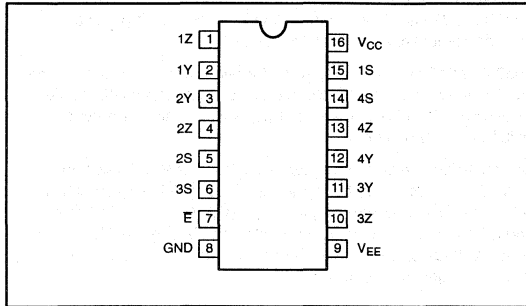 1Z 1 16 VCC
1Y 2 15 1S
2Y 3 14 4S
2Z 4 13 4Z
2S 5 12 4Y
3S 6 11 3Y
E̅ 7 10 3Z
GND 8 9 VEE